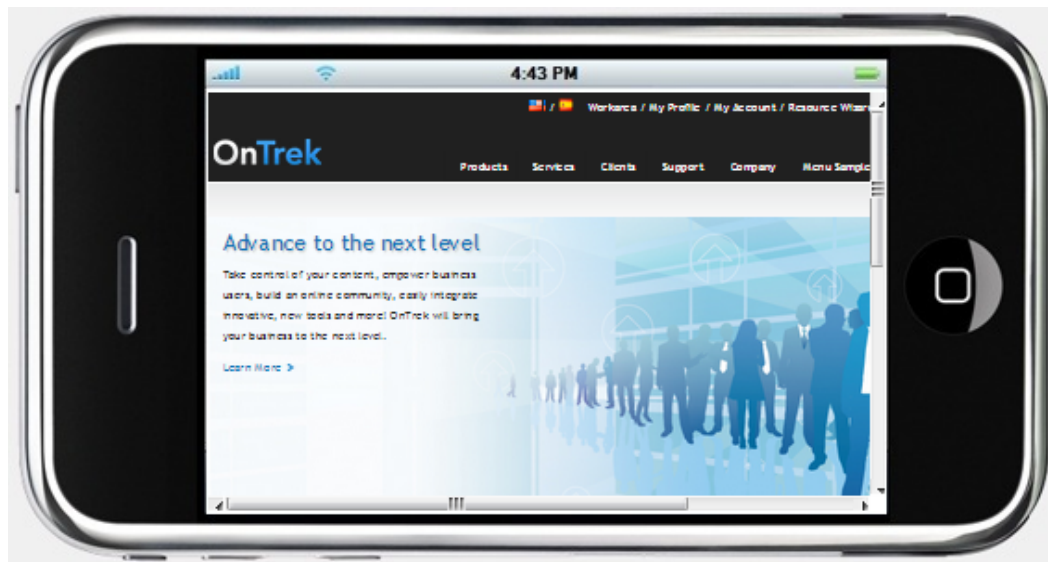 4:43 PM
/ Workarea / My Profile / My Account / Resource Wizar
OnTrek
Products Services Clients Support Company Menu Sample
Advance to the next level
Take control of your content, empower business
users, build an online community, easily integrate
innovative, new tools and more! OnTrek will bring
your business to the next level.
Learn More >